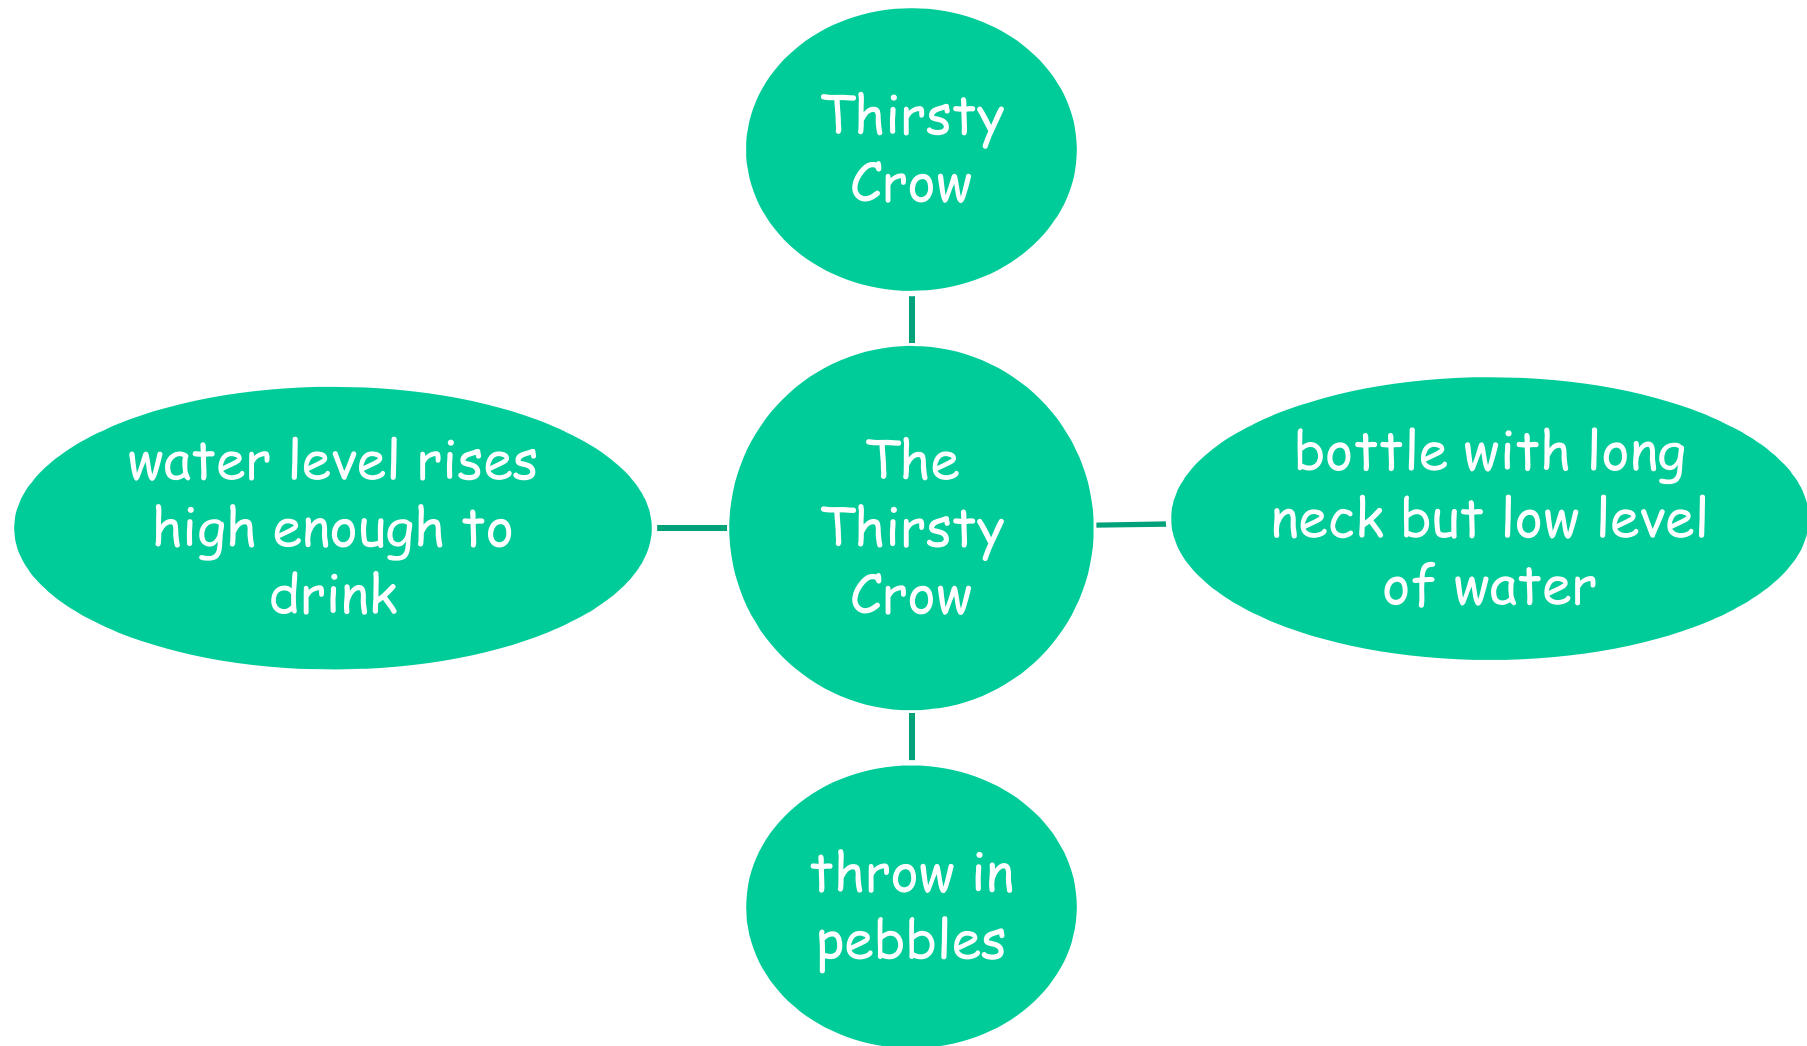 Thirsty
Crow
The
Thirsty
Crow
bottle with long
neck but low level
of water
throw in
pebbles
water level rises
high enough to
drink